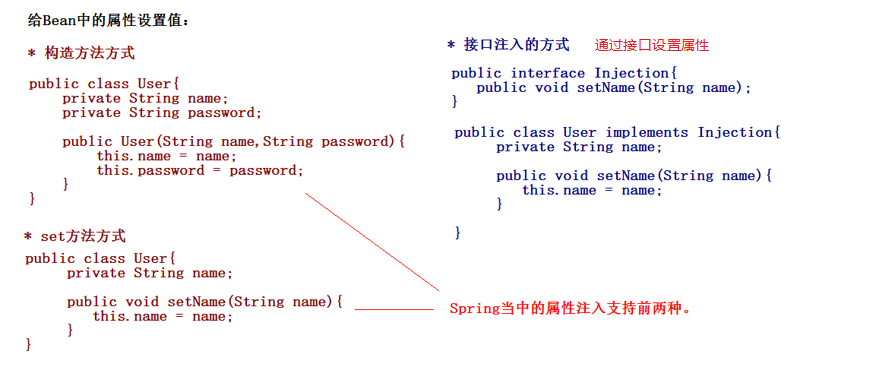 给Bean中的属性设置值：
* 构造方法方式
public class User{
private String name;
private String password;
public User(String name,String password){
this.name = name;
this.password = password;
}
}
* set方法方式
public class User{
private String name;
public void setName(String name){
this.name = name;
}
}
* 接口注入的方式 通过接口设置属性
public interface Injection{
public void setName(String name);
}
public class User implements Injection{
private String name;
public void setName(String name){
this.name = name;
}
}
Spring当中的属性注入支持前两种。